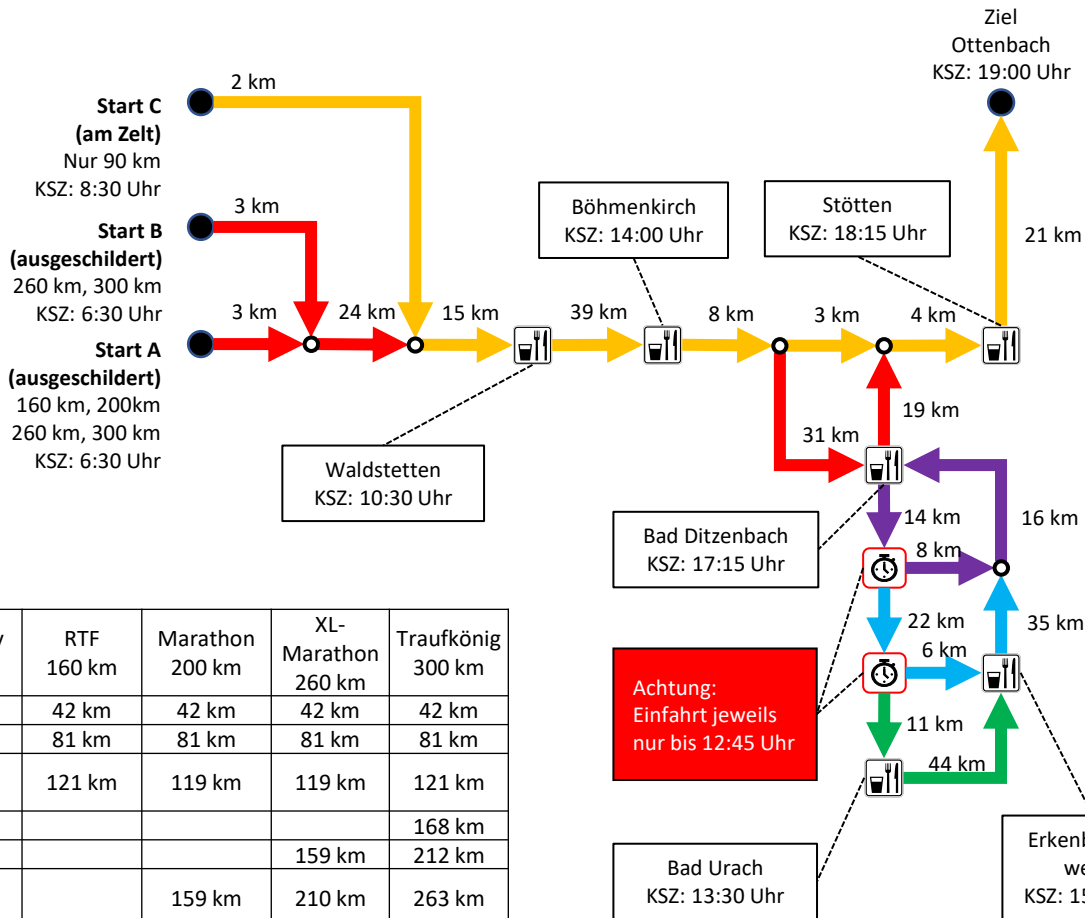 Ziel
Ottenbach
KSZ: 19:00 Uhr
2 km
Start C
(am Zelt)
Nur 90 km
KSZ: 8:30 Uhr
3 km
Start B
(ausgeschildert)
260 km, 300 km
KSZ: 6:30 Uhr
Start A
(ausgeschildert)
160 km, 200km
260 km, 300 km
KSZ: 6:30 Uhr
Böhmenkirch
KSZ: 14:00 Uhr
Stötten
KSZ: 18:15 Uhr
21 km
3 km
24 km
15 km
39 km
8 km
3 km
4 km
19 km
31 km
Waldstetten
KSZ: 10:30 Uhr
Bad Ditzenbach
KSZ: 17:15 Uhr
14 km
16 km
8 km
22 km
35 km
6 km
Achtung:
Einfahrt jeweils
nur bis 12:45 Uhr
11 km
44 km
Bad Urach
KSZ: 13:30 Uhr
KSZ: 15
RTF
160 km
Marathon
200 km
XL-
Marathon
260 km
Traufkönig
300 km
42 km 42 km 42 km 42 km
81 km 81 km 81 km 81 km
121 km 119 km 119 km 121 km
168 km
159 km 212 km
159 km 210 km 263 km